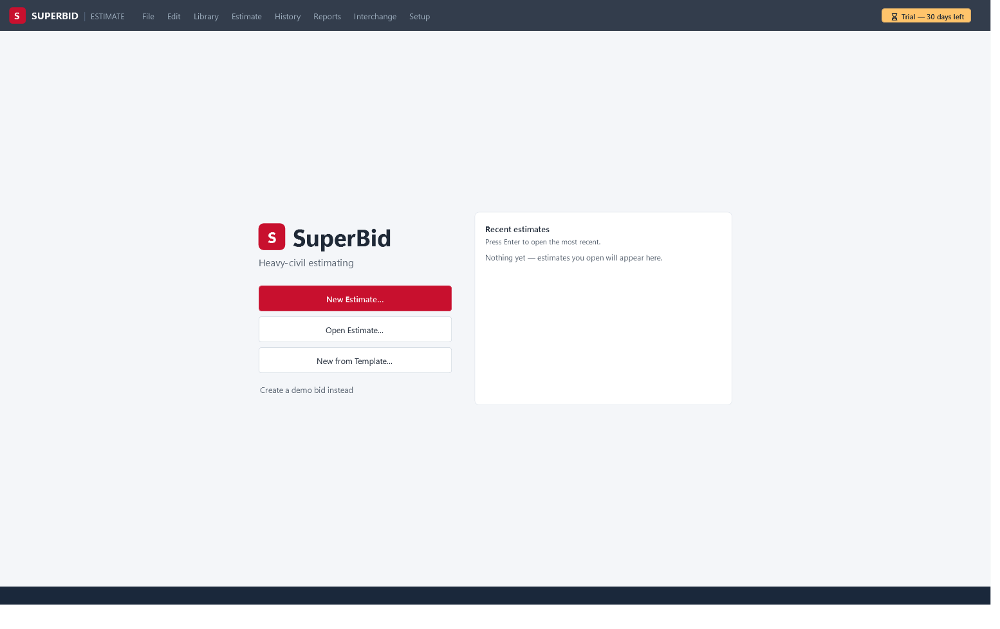 S SUPERBID | ESTIMATE File Edit Library Estimate History Reports Interchange Setup Trial — 30 days left
S SuperBid
Heavy-civil estimating
New Estimate...
Open Estimate...
New from Template...
Create a demo bid instead
Recent estimates
Press Enter to open the most recent.
Nothing yet — estimates you open will appear here.